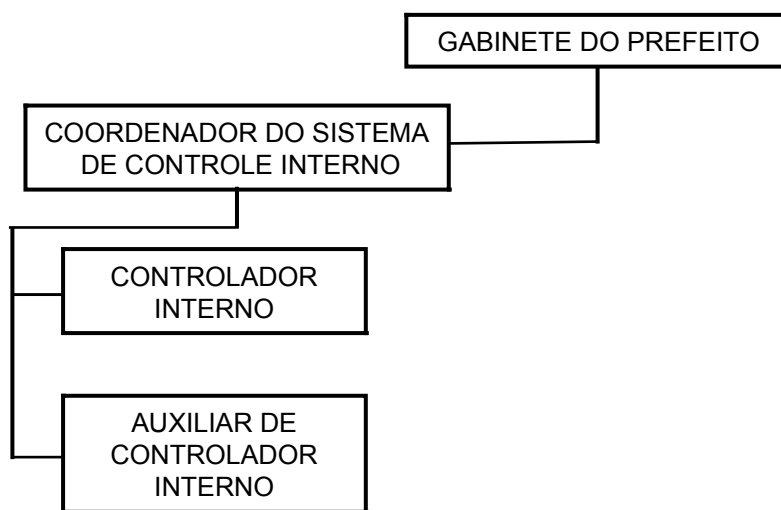 GABINETE DO PREFEITO
COORDENADOR DO SISTEMA
DE CONTROLE INTERNO
CONTROLADOR
INTERNO
AUXILIAR DE
CONTROLADOR
INTERNO